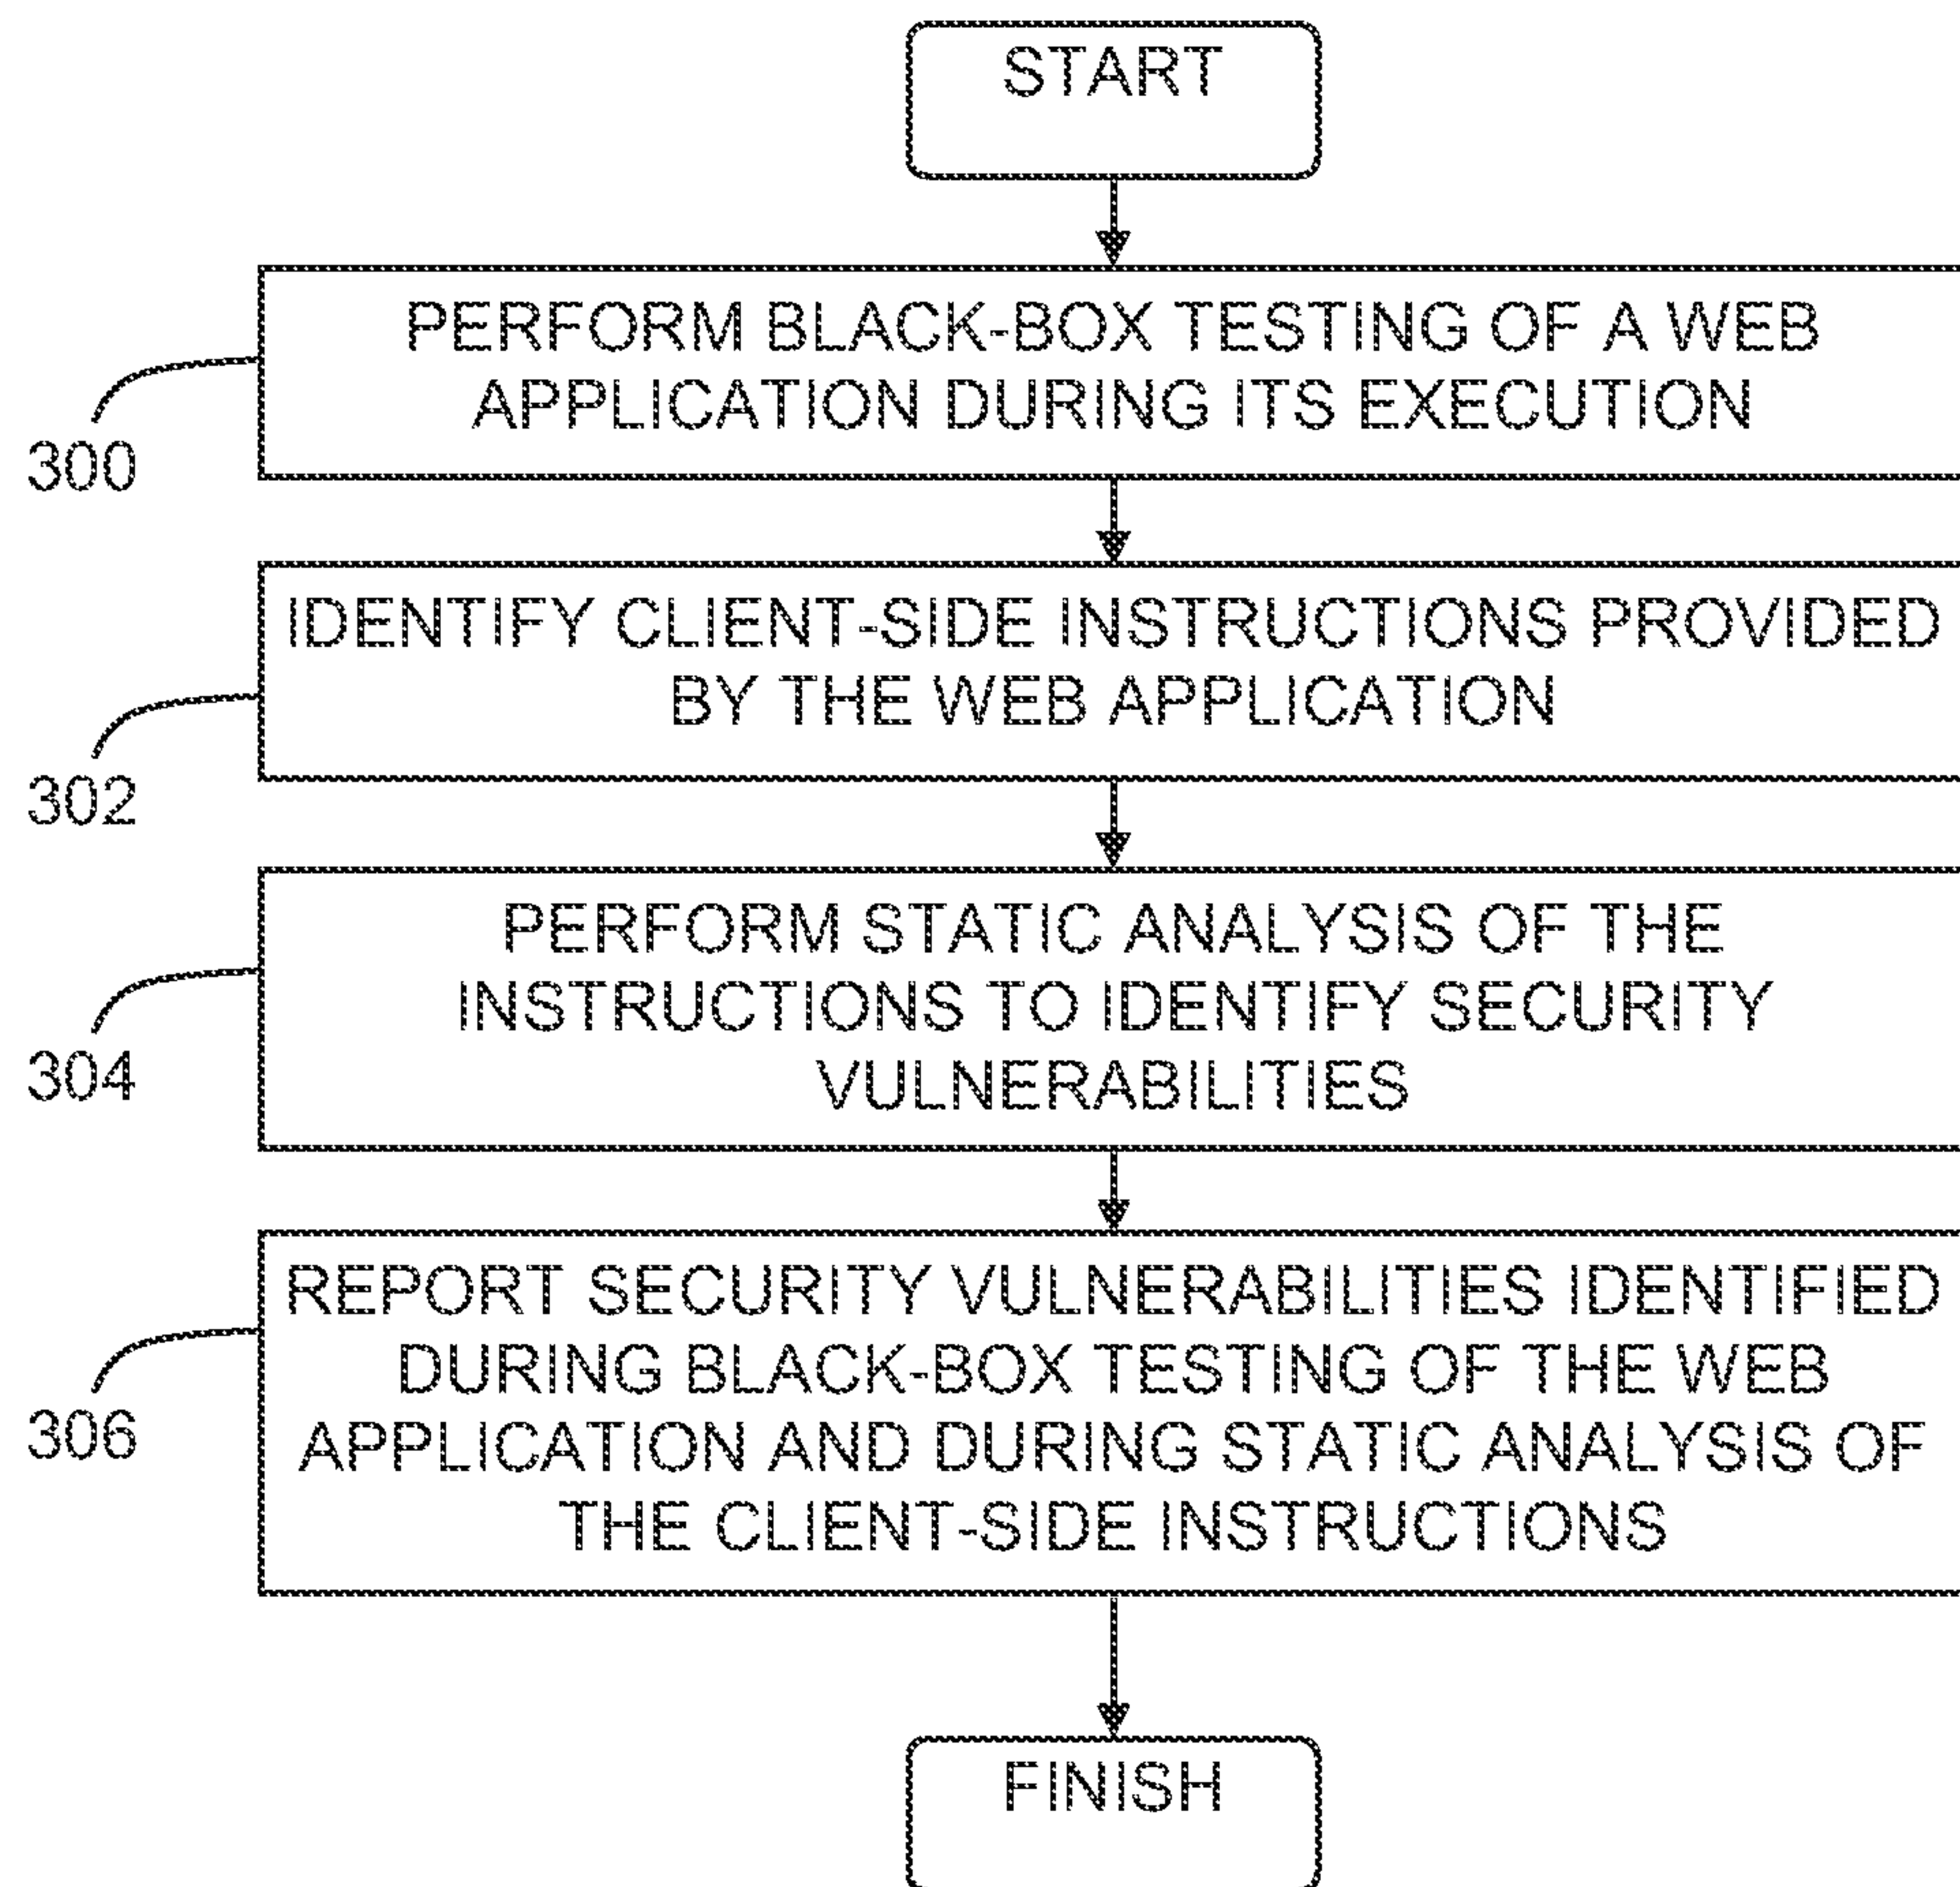 START
PERFORM BLACK-BOX TESTING OF A WEB
APPLICATION DURING ITS EXECUTION
300
IDENTIFY CLIENT-SIDE INSTRUCTIONS PROVIDED
BY THE WEB APPLICATION
302
PERFORM STATIC ANALYSIS OF THE
INSTRUCTIONS TO IDENTIFY SECURITY
VULNERABILITIES
304
REPORT SECURITY VULNERABILITIES IDENTIFIED
DURING BLACK-BOX TESTING OF THE WEB
APPLICATION AND DURING STATIC ANALYSIS OF
THE CLIENT-SIDE INSTRUCTIONS
306
FINISH